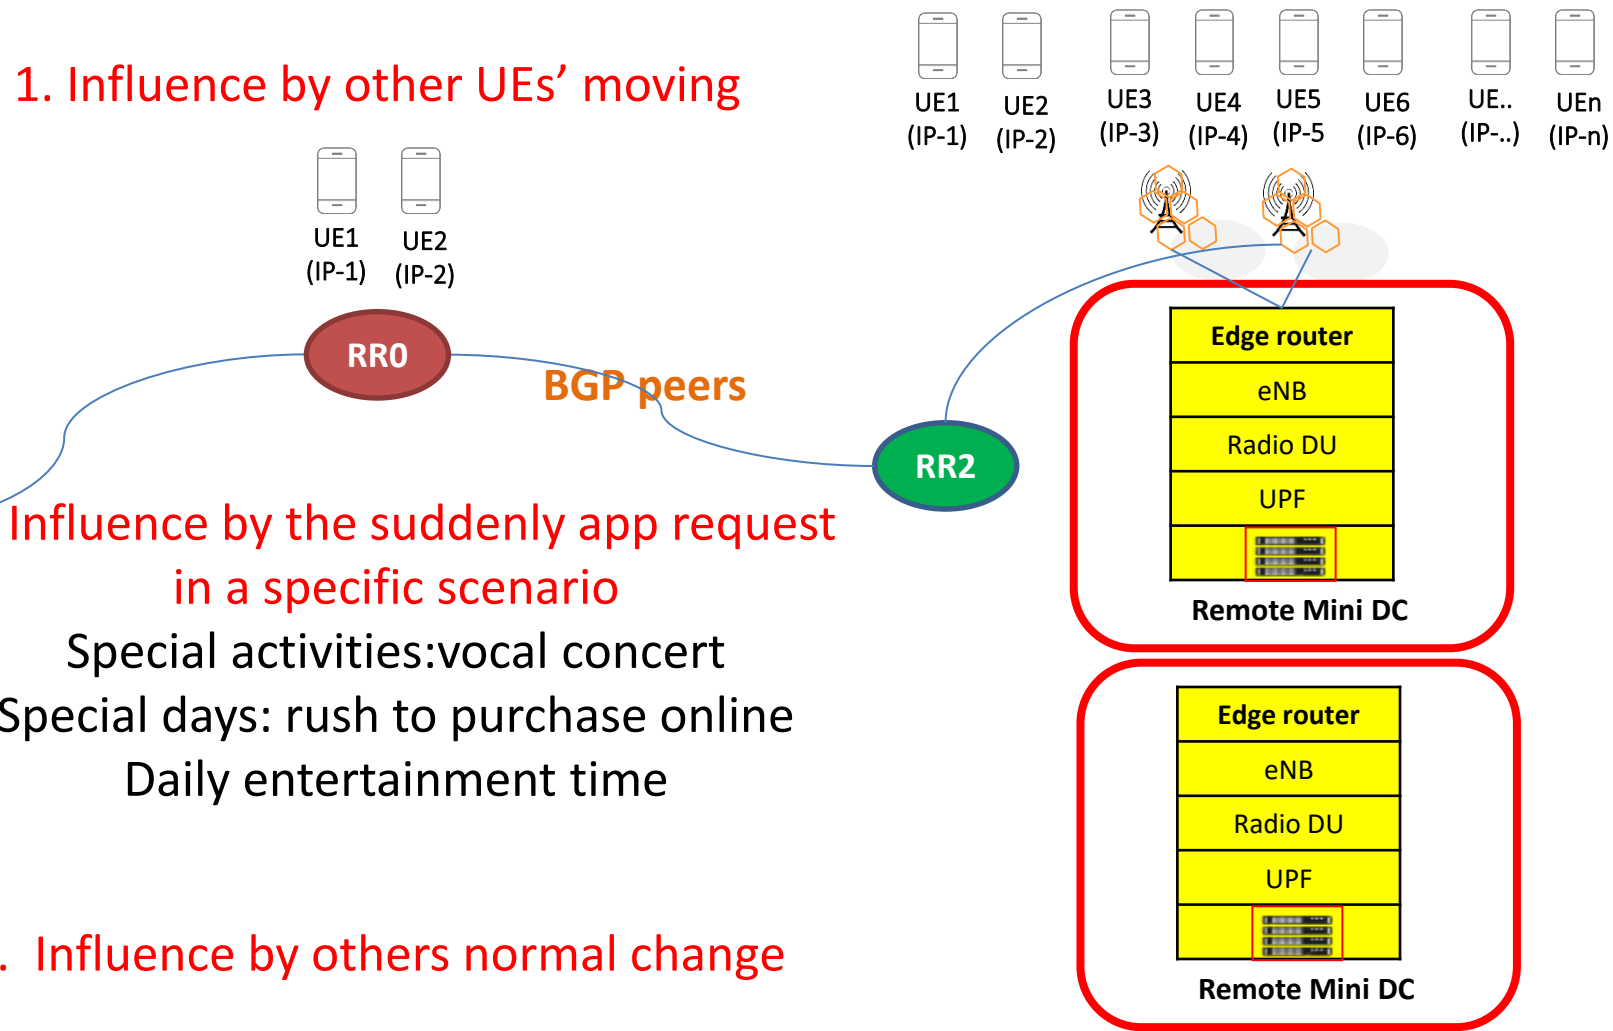 1. Influence by other UEs’ moving
UE1
(IP-1)
UE2
(IP-2)
UE3
(IP-3)
UE4
(IP-4)
UE5
(IP-5
UE6
(IP-6)
UE..
(IP-..)
UEn
(IP-n)
UE1
(IP-1)
UE2
(IP-2)
RR0
BGP peers
RR2
Influence by the suddenly app request
in a specific scenario
Special activities:vocal concert
Special days: rush to purchase online
Daily entertainment time
. Influence by others normal change
Edge router
eNB
Radio DU
UPF
Remote Mini DC
Edge router
eNB
Radio DU
UPF
Remote Mini DC